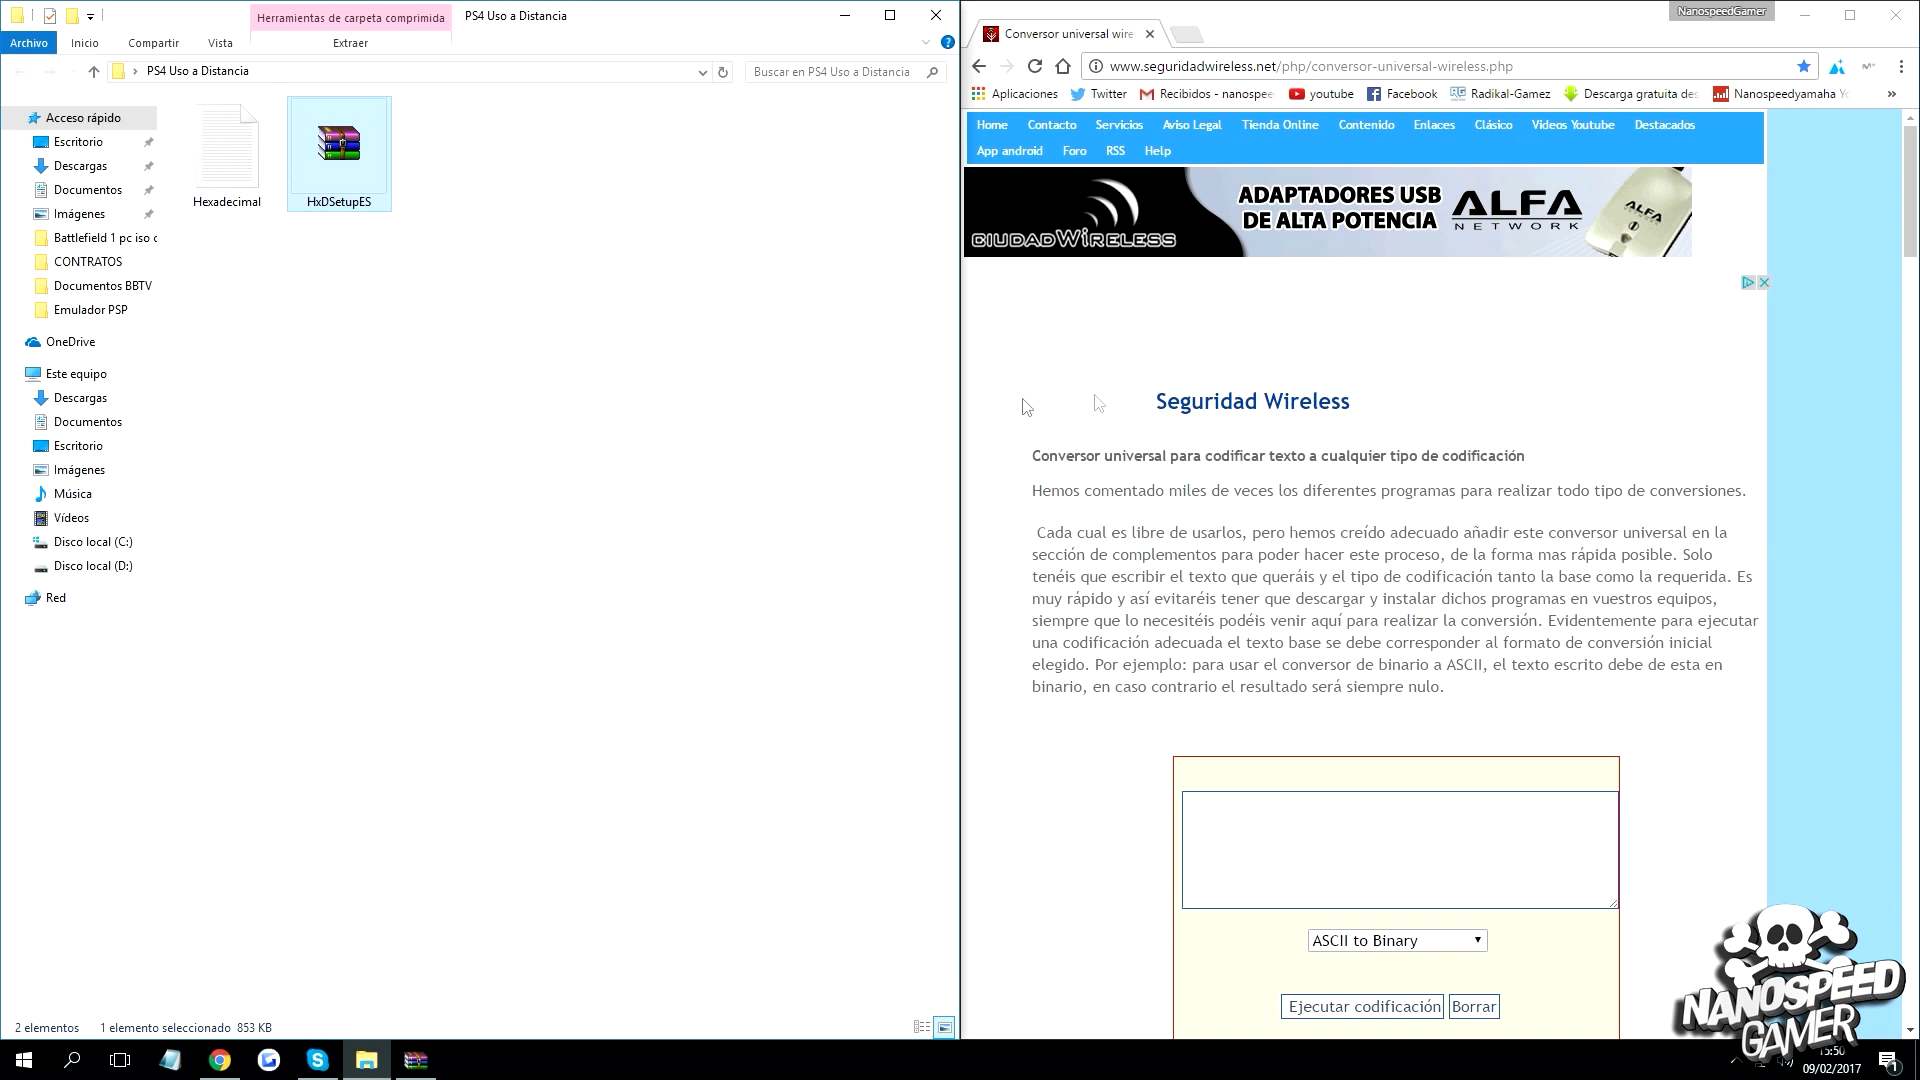 Herramientas de carpeta comprimida
PS4 Uso a Distancia
Archivo
Inicio
Compartir
Vista
Extraer
PS4 Uso a Distancia
Buscar en PS4 Uso a Distancia
Acceso rápido
Escritorio
Descargas
Documentos
Imágenes
Battlefield 1 pc iso c
CONTRATOS
Documentos BBTV
Emulador PSP
OneDrive
Este equipo
Descargas
Documentos
Escritorio
Imágenes
Música
Vídeos
Disco local (C:)
Disco local (D:)
Red
Hexadecimal
HxDSetupES
2 elementos
1 elemento seleccionado 853 KB
NanospeedGamer
Conversor universal wire
www.seguridadwireless.net/php/conversor-universal-wireless.php
Aplicaciones
Twitter
Recibidos - nanospee
youtube
Facebook
Radikal-Gamez
Descarga gratuita de
Nanospeedyamaha
Home Contacto Servicios Aviso Legal Tienda Online Contenido Enlaces Clásico Videos Youtube Destacados
App android Foro RSS Help
CIUDADWIRELESS
ADAPTADORES USB
DE ALTA POTENCIA
ALFA
NETWORK
ALFA
Seguridad Wireless
Conversor universal para codificar texto a cualquier tipo de codificación
Hemos comentado miles de veces los diferentes programas para realizar todo tipo de conversiones.
Cada cual es libre de usarlos, pero hemos creído adecuado añadir este conversor universal en la
sección de complementos para poder hacer este proceso, de la forma mas rápida posible. Solo
tenéis que escribir el texto que queráis y el tipo de codificación tanto la base como la requerida. Es
muy rápido y así evitaréis tener que descargar y instalar dichos programas en vuestros equipos,
siempre que lo necesitéis podéis venir aquí para realizar la conversión. Evidentemente para ejecutar
una codificación adecuada el texto base se debe corresponder al formato de conversión inicial
elegido. Por ejemplo: para usar el conversor de binario a ASCII, el texto escrito debe de esta en
binario, en caso contrario el resultado será siempre nulo.
ASCII to Binary
Ejecutar codificación
Borrar
NANOSPEED
GAMER
15:50
09/02/2017
1